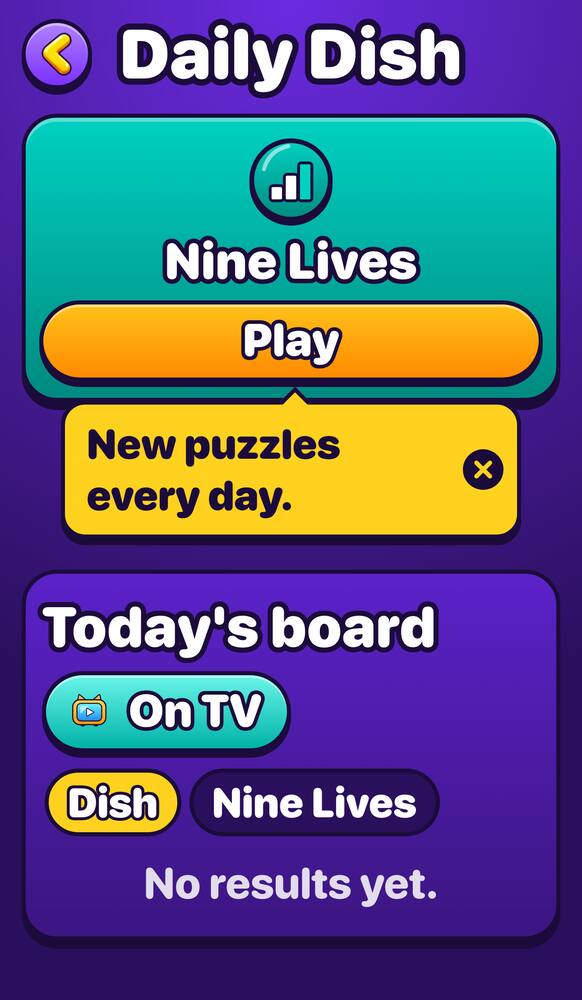 Daily Dish
Nine Lives
Play
New puzzles
every day.
Today's board
On TV
Dish
Nine Lives
No results yet.